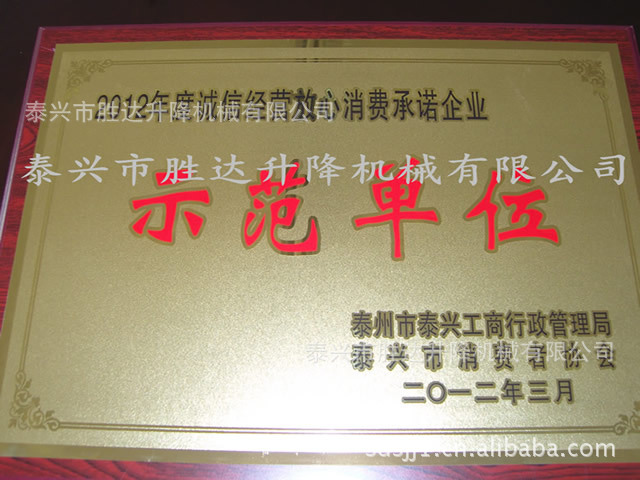 2012年度诚信经营放心消费承诺企业
泰兴市胜达升降机械有限公司
泰兴市胜达升降机械有限公司
示范单位
泰州市泰兴工商行政管理局
泰兴市胜达升降机械有限公司
泰兴市消费者协会
二〇一二年三月
sdsjj1.cn.alibaba.com